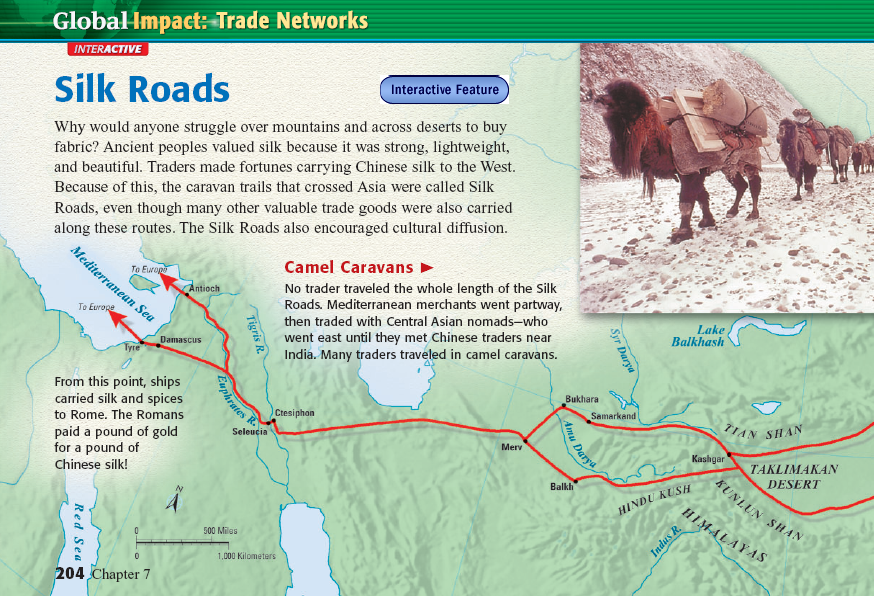 Global Impact: Trade Networks
INTERACTIVE
Silk Roads
Interactive Feature
Why would anyone struggle over mountains and across deserts to buy
fabric? Ancient peoples valued silk because it was strong, lightweight,
and beautiful. Traders made fortunes carrying Chinese silk to the West.
Because of this, the caravan trails that crossed Asia were called Silk
Roads, even though many other valuable trade goods were also carried
along these routes. The Silk Roads also encouraged cultural diffusion.
Camel Caravans ►
No trader traveled the whole length of the Silk
Roads. Mediterranean merchants went partway,
then traded with Central Asian nomads—who
went east until they met Chinese traders near
India. Many traders traveled in camel caravans.
Mediterranean Sea
To Europe
To Europe
Antioch
Tyre
Damascus
Tigris R.
Euphrates R.
Ctesiphon
Seleucia
From this point, ships
carried silk and spices
to Rome. The Romans
paid a pound of gold
for a pound of
Chinese silk!
Red Sea
N
0 500 Miles
0 1,000 Kilometers
Merv
Bukhara
Samarkand
Balkh
Amu Darya
Syr Darya
Lake
Balkhash
Kashgar
TIAN SHAN
TAKLIMAKAN
DESERT
HINDU KUSH
KUNLUN SHAN
HIMALAYAS
Indus R.
204 Chapter 7